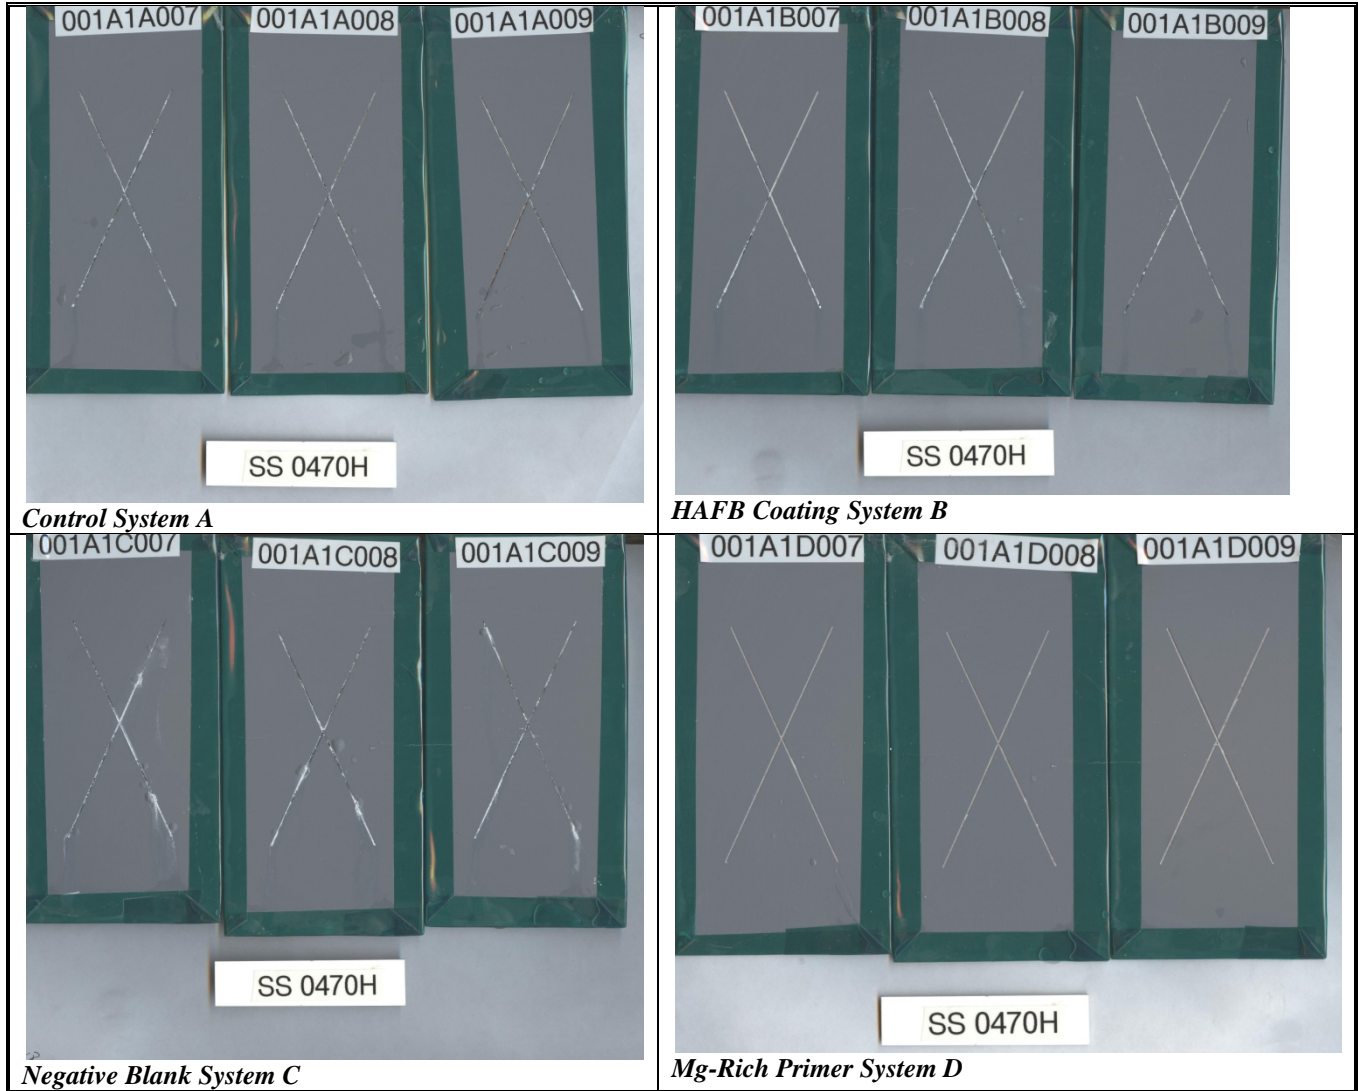 001A1A007 001A1A008 001A1A009
SS 0470H
Control System A
001A1B007 001A1B008 001A1B009
SS 0470H
HAFB Coating System B
001A1C007 001A1C008 001A1C009
SS 0470H
Negative Blank System C
001A1D007 001A1D008 001A1D009
SS 0470H
Mg-Rich Primer System D